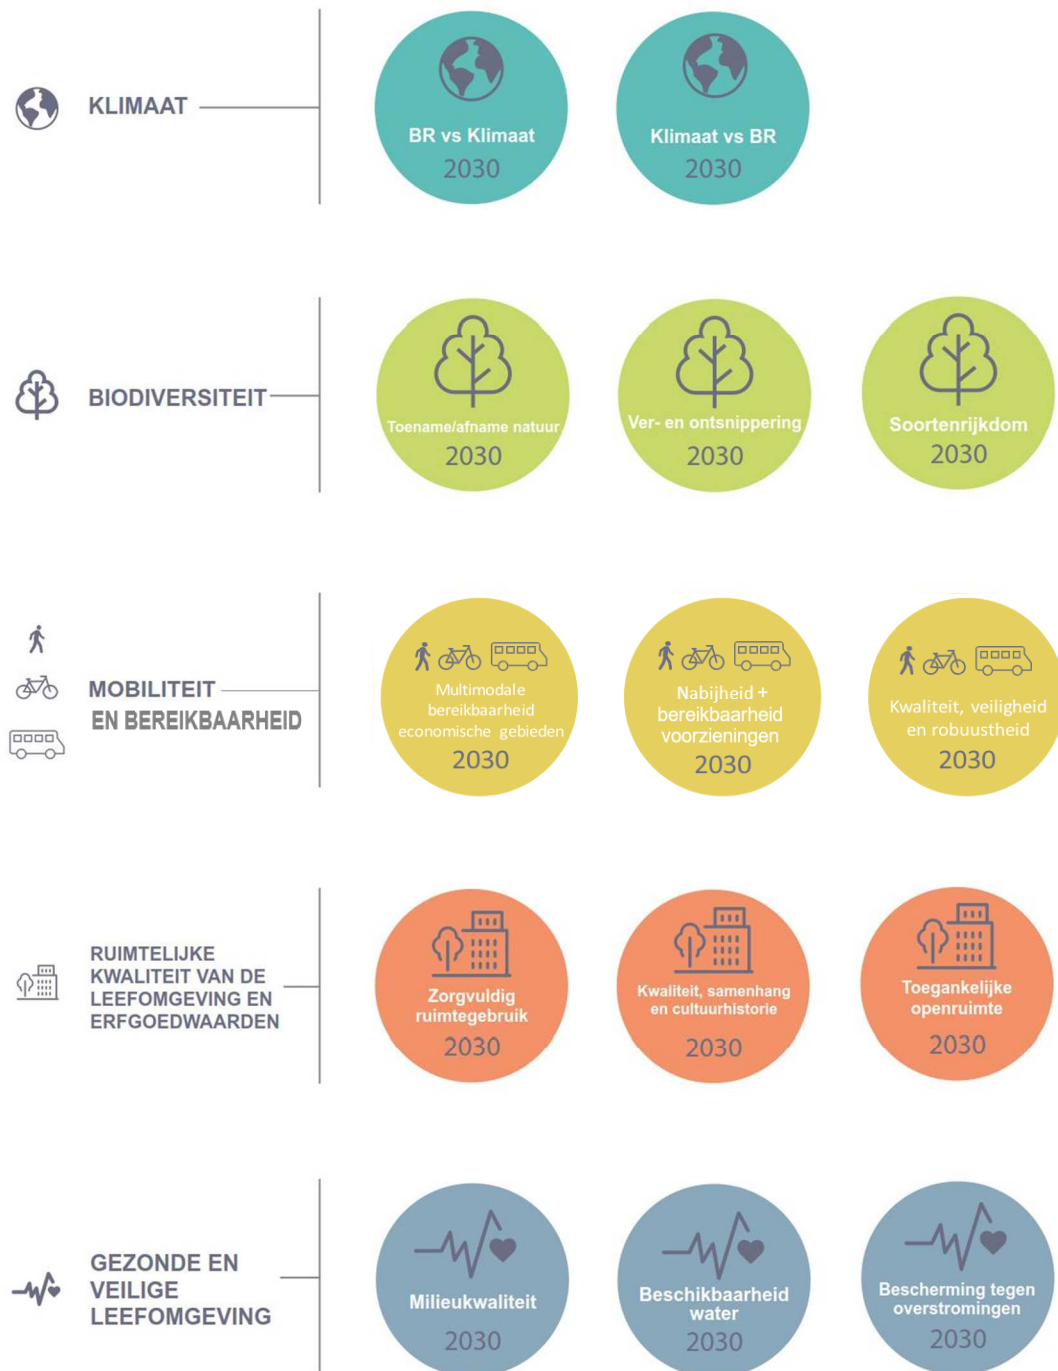 KLIMAAT
BR vs Klimaat
2030
Klimaat vs BR
2030
BIODIVERSITEIT
Toename/afname natuur
2030
Ver- en ontsnippering
2030
Soortenrijkdom
2030
MOBILITEIT
EN BEREIKBAARHEID
Multimodale
bereikbaarheid
economische gebieden
2030
Nabijheid +
bereikbaarheid
voorzieningen
2030
Kwaliteit, veiligheid
en robuustheid
2030
RUIMTELIJKE
KWALITEIT VAN DE
LEEFOMGEVING EN
ERFGOEDWAARDEN
Zorgvuldig
ruimtegebruik
2030
Kwaliteit, samenhang
en cultuurhistorie
2030
Toegankelijke
openruimte
2030
GEZONDE EN
VEILIGE
LEEFOMGEVING
Milieukwaliteit
2030
Beschikbaarheid
water
2030
Bescherming tegen
overstromingen
2030